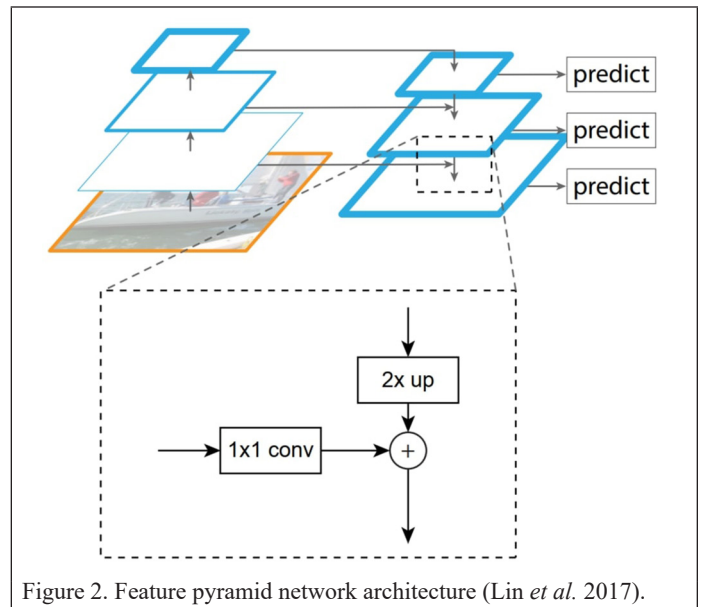 predict
predict
predict
2x up
1x1 conv
+
Figure 2. Feature pyramid network architecture (Lin et al. 2017).